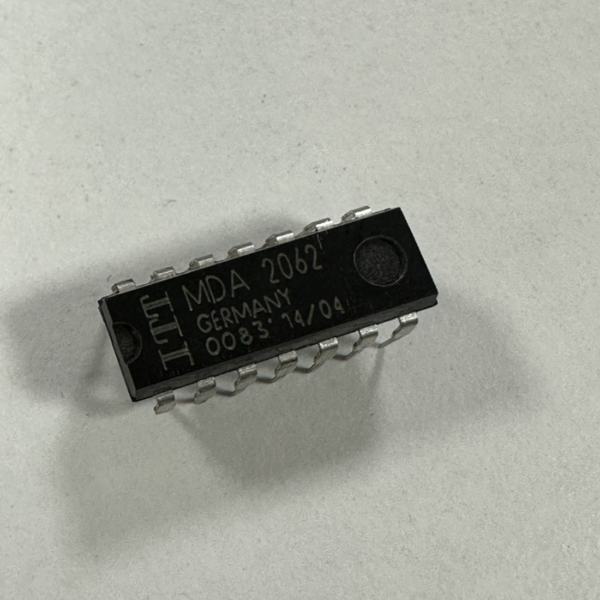 ITT
MDA 2062
GERMANY
0083 14/04